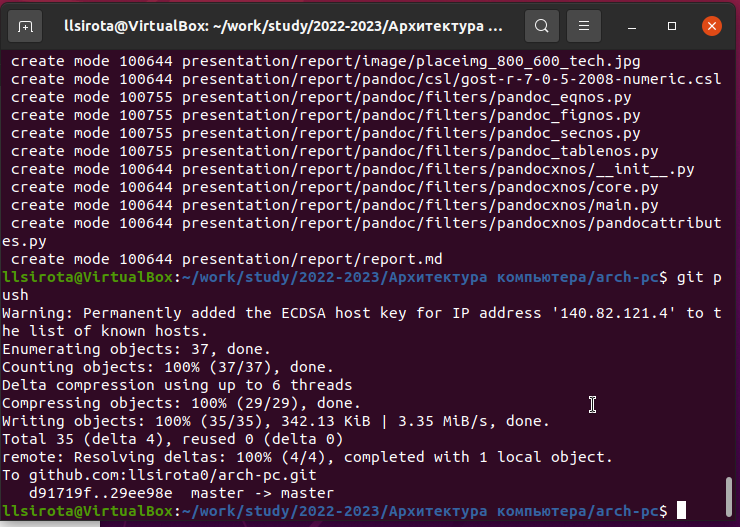 llsirota@VirtualBox: ~/work/study/2022-2023/Архитектура ...
 create mode 100644 presentation/report/image/placeimg_800_600_tech.jpg
 create mode 100644 presentation/report/pandoc/csl/gost-r-7-0-5-2008-numeric.csl
 create mode 100755 presentation/report/pandoc/filters/pandoc_eqnos.py
 create mode 100755 presentation/report/pandoc/filters/pandoc_fignos.py
 create mode 100755 presentation/report/pandoc/filters/pandoc_secnos.py
 create mode 100755 presentation/report/pandoc/filters/pandoc_tablenos.py
 create mode 100644 presentation/report/pandoc/filters/pandocxnos/__init__.py
 create mode 100644 presentation/report/pandoc/filters/pandocxnos/core.py
 create mode 100644 presentation/report/pandoc/filters/pandocxnos/main.py
 create mode 100644 presentation/report/pandoc/filters/pandocxnos/pandocattribut
es.py
 create mode 100644 presentation/report/report.md
llsirota@VirtualBox:~/work/study/2022-2023/Архитектура компьютера/arch-pc$ git p
ush
Warning: Permanently added the ECDSA host key for IP address '140.82.121.4' to t
he list of known hosts.
Enumerating objects: 37, done.
Counting objects: 100% (37/37), done.
Delta compression using up to 6 threads
Compressing objects: 100% (29/29), done.
Writing objects: 100% (35/35), 342.13 KiB | 3.35 MiB/s, done.
Total 35 (delta 4), reused 0 (delta 0)
remote: Resolving deltas: 100% (4/4), completed with 1 local object.
To github.com:llsirota0/arch-pc.git
   d91719f..29ee98e  master -> master
llsirota@VirtualBox:~/work/study/2022-2023/Архитектура компьютера/arch-pc$